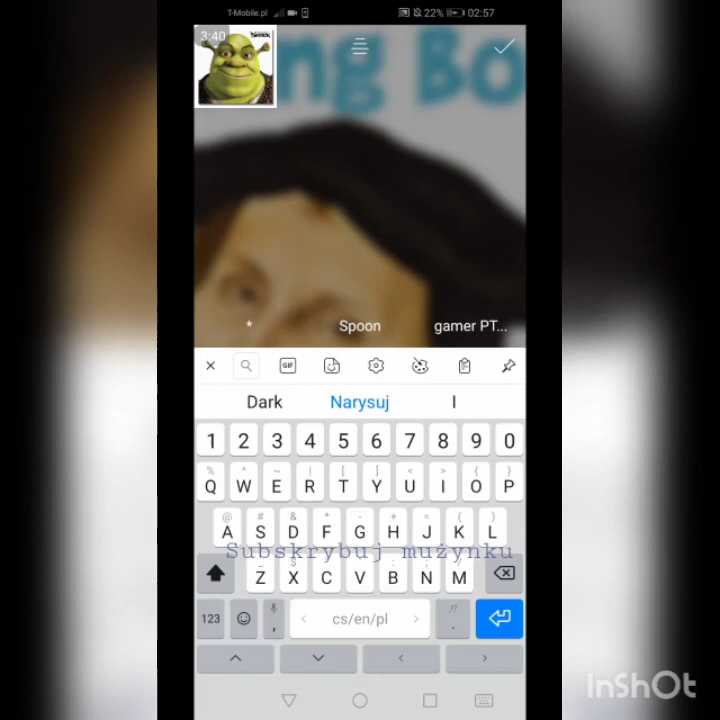 T-Mobile.pl
22%
02:57
3:40
ng Bo
*
Spoon
gamer PT...
GIF
Dark
Narysuj
I
1 2 3 4 5 6 7 8 9 0
% ^ ~ | [ ] < > { }
Q W E R T Y U I O P
@ # & * - + = ( )
A S D F G H J K L
Subskrybuj mużynku
Z X C V B N M
123
,
< cs/en/pl >
,!?
.
InShOt